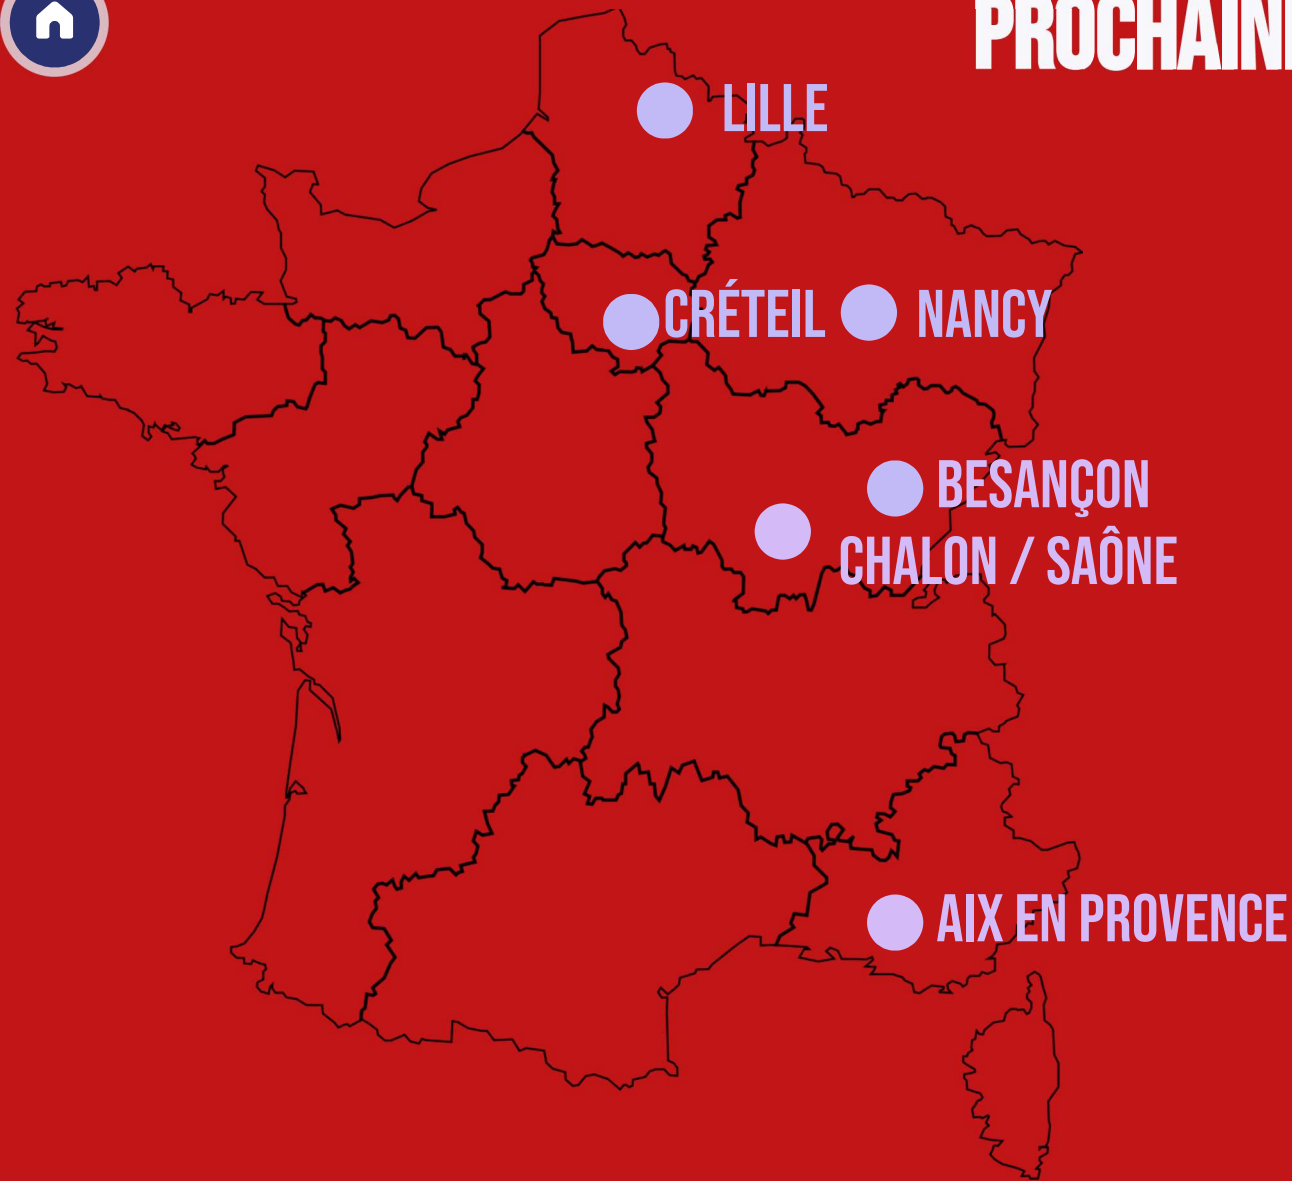 PROCHAIN
LILLE
CRÉTEIL
NANCY
BESANÇON
CHALON / SAÔNE
AIX EN PROVENCE